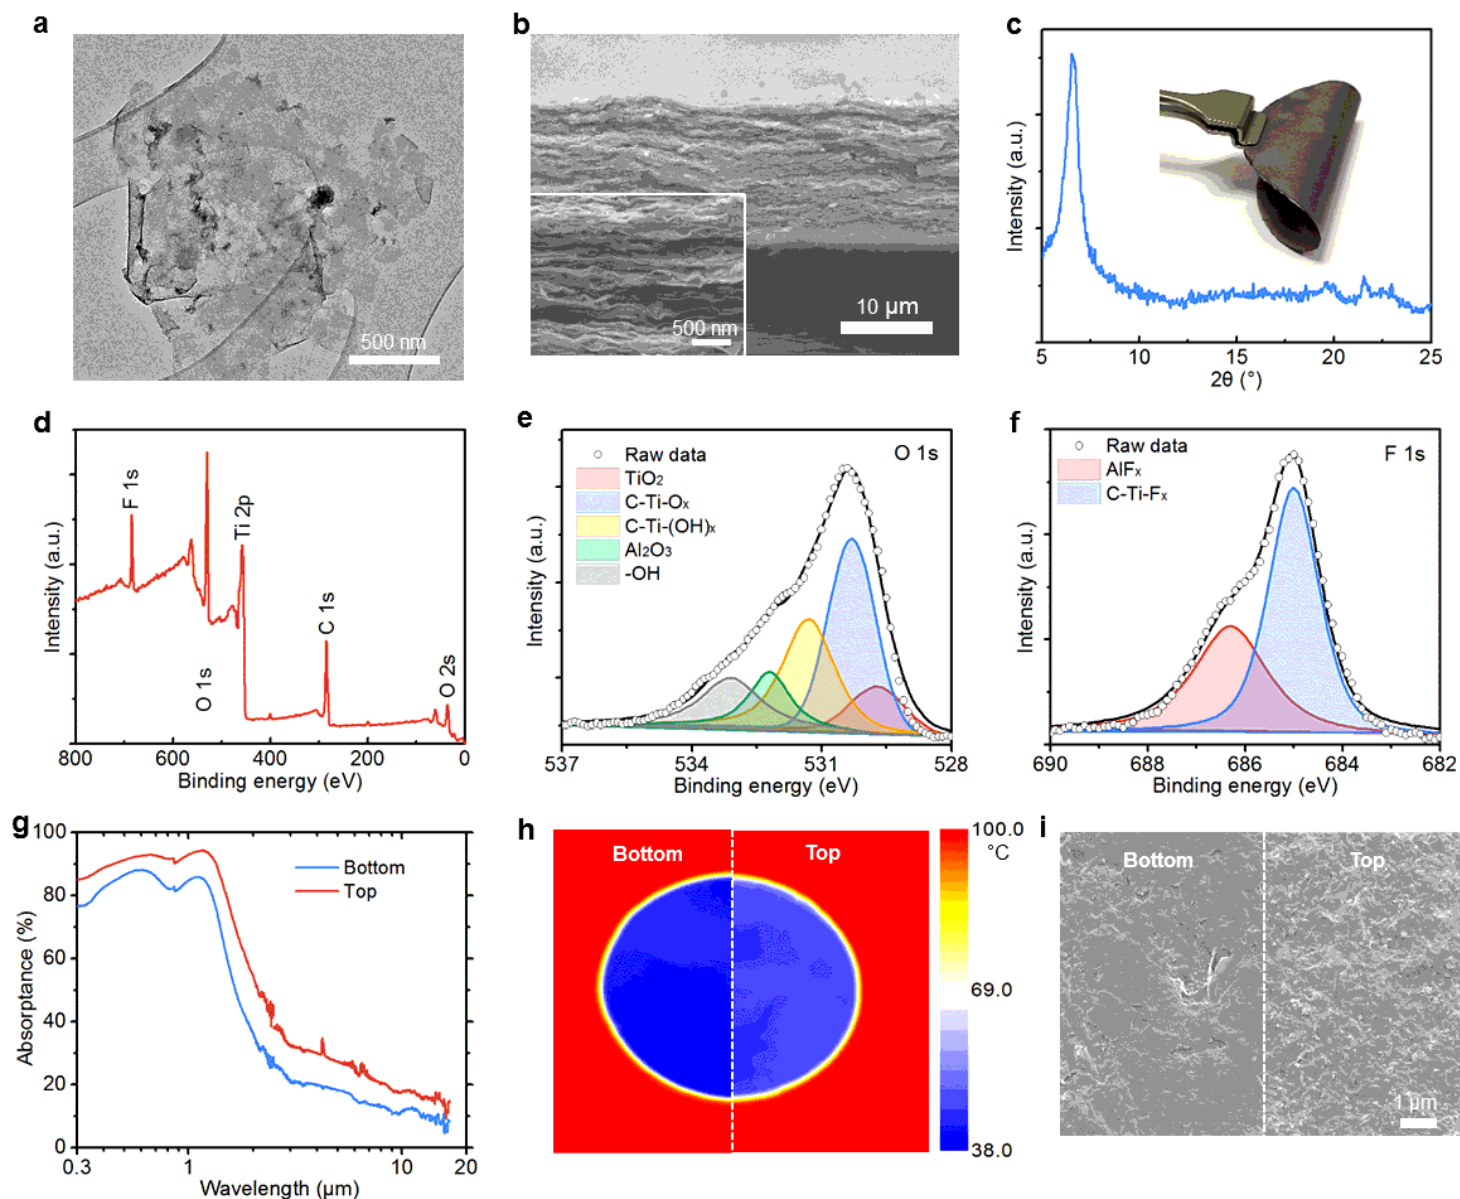 a
500 nm
b
500 nm
10 µm
c
Intensity (a.u.)
5 10 15 20 25
2θ (°)
d
Intensity (a.u.)
F 1s
O 1s
Ti 2p
C 1s
O 2s
800 600 400 200 0
Binding energy (eV)
e
Raw data
TiO₂
C-Ti-Oₓ
C-Ti-(OH)ₓ
Al₂O₃
-OH
O 1s
Intensity (a.u.)
537 534 531 528
Binding energy (eV)
f
Raw data
AlFₓ
C-Ti-Fₓ
F 1s
Intensity (a.u.)
690 688 686 684 682
Binding energy (eV)
g
Absorptance (%)
100
80
60
40
20
0
Bottom
Top
0.3 1 10 20
Wavelength (µm)
h
Bottom
Top
100.0
°C
69.0
38.0
i
Bottom
Top
1 µm